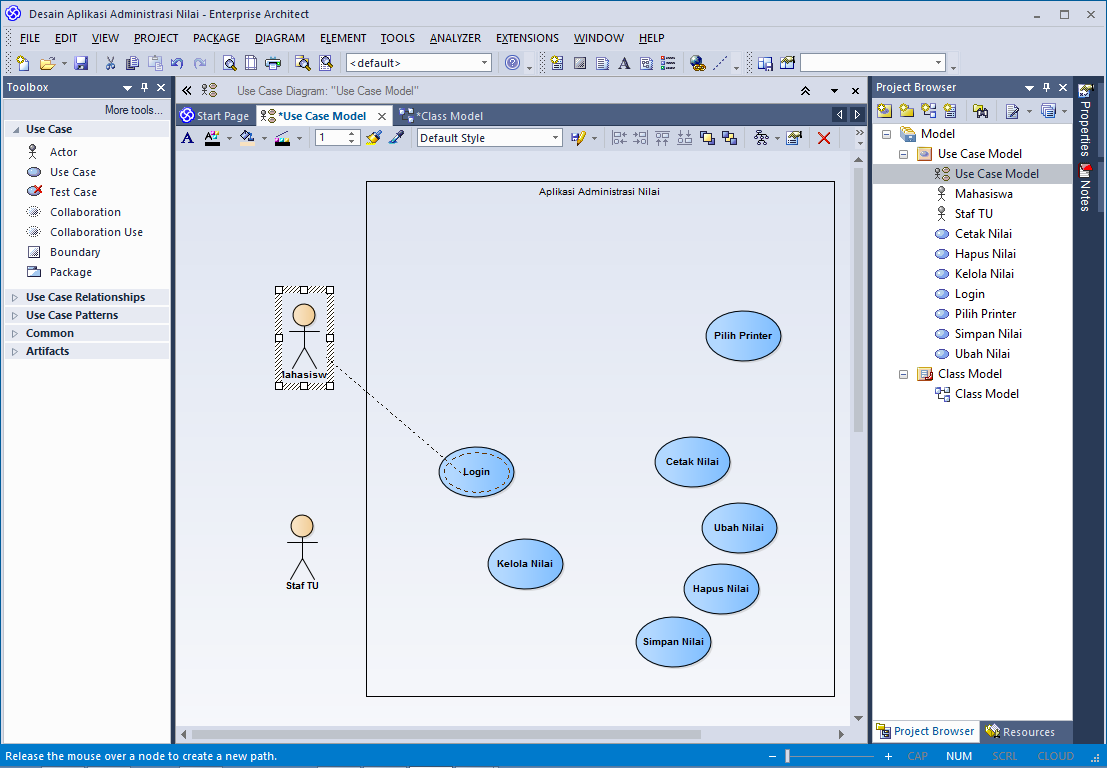 Desain Aplikasi Administrasi Nilai - Enterprise Architect
FILE EDIT VIEW PROJECT PACKAGE DIAGRAM ELEMENT TOOLS ANALYZER EXTENSIONS WINDOW HELP
<default>
Toolbox
More tools...
Use Case
Actor
Use Case
Test Case
Collaboration
Collaboration Use
Boundary
Package
Use Case Relationships
Use Case Patterns
Common
Artifacts
Use Case Diagram: "Use Case Model"
Start Page *Use Case Model *Class Model
A 1 Default Style
Aplikasi Administrasi Nilai
Mahasisw
Pilih Printer
Login
Cetak Nilai
Ubah Nilai
Kelola Nilai
Hapus Nilai
Staf TU
Simpan Nilai
Project Browser
Model
Use Case Model
Use Case Model
Mahasiswa
Staf TU
Cetak Nilai
Hapus Nilai
Kelola Nilai
Login
Pilih Printer
Simpan Nilai
Ubah Nilai
Class Model
Class Model
Project Browser Resources
Properties
Notes
Release the mouse over a node to create a new path.
CAP NUM SCRL CLOUD